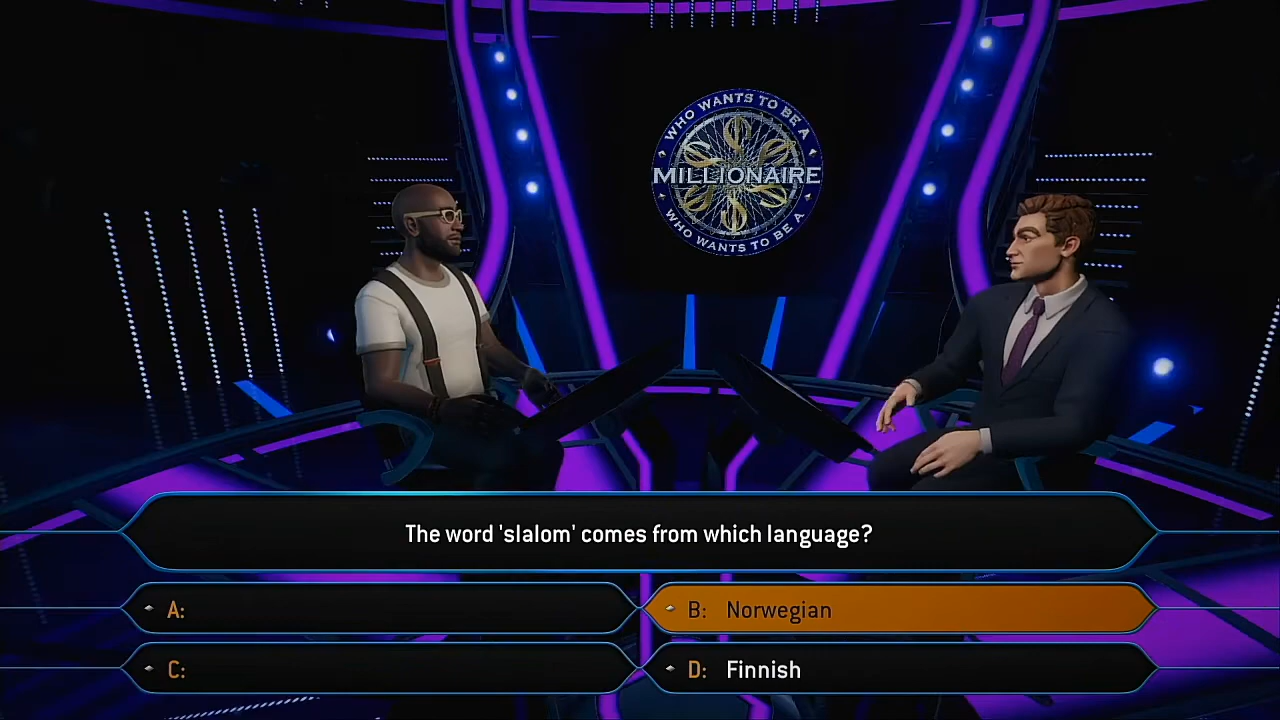 WHO WANTS TO BE A
MILLIONAIRE
WHO WANTS TO BE A
The word 'slalom' comes from which language?
A:
B: Norwegian
C:
D: Finnish